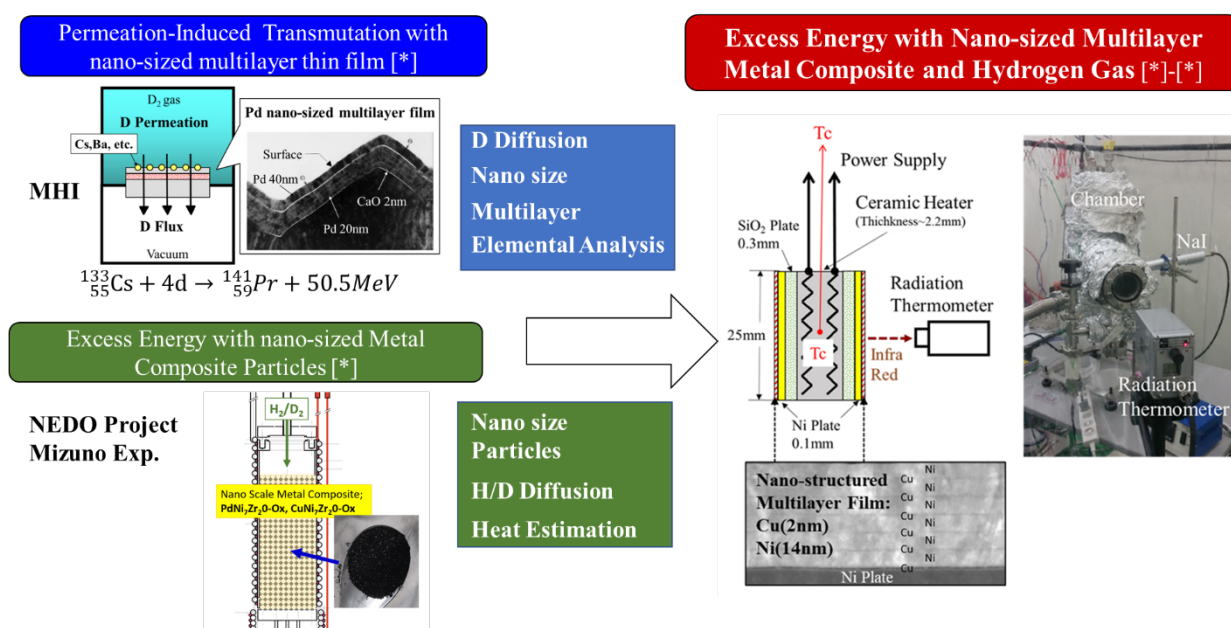 Permeation-Induced Transmutation with
nano-sized multilayer thin film [*]
D₂ gas
D Permeation
Cs,Ba, etc.
MHI
D Flux
Vacuum
Pd nano-sized multilayer film
Surface
Pd 40nm
CaO 2nm
Pd 20nm
¹³³₅₅Cs + 4d → ¹⁴¹₅₉Pr + 50.5MeV
D Diffusion
Nano size
Multilayer
Elemental Analysis
Excess Energy with nano-sized Metal
Composite Particles [*]
NEDO Project
Mizuno Exp.
H₂/D₂
Nano Scale Metal Composite;
PdNi₇Zr₂0-Ox, CuNi₇Zr₂0-Ox
Nano size
Particles
H/D Diffusion
Heat Estimation
Excess Energy with Nano-sized Multilayer
Metal Composite and Hydrogen Gas [*]-[*]
Tc
Power Supply
Ceramic Heater
(Thichkness~2.2mm)
SiO₂ Plate
0.3mm
25mm
Tc
Radiation
Thermometer
Infra
Red
Ni Plate
0.1mm
Nano-structured
Multilayer Film:
Cu(2nm)
Ni(14nm)
Ni
Cu
Ni
Cu
Ni
Cu
Ni
Cu
Ni
Cu
Ni Plate
Chamber
NaI
Radiation
Thermometer